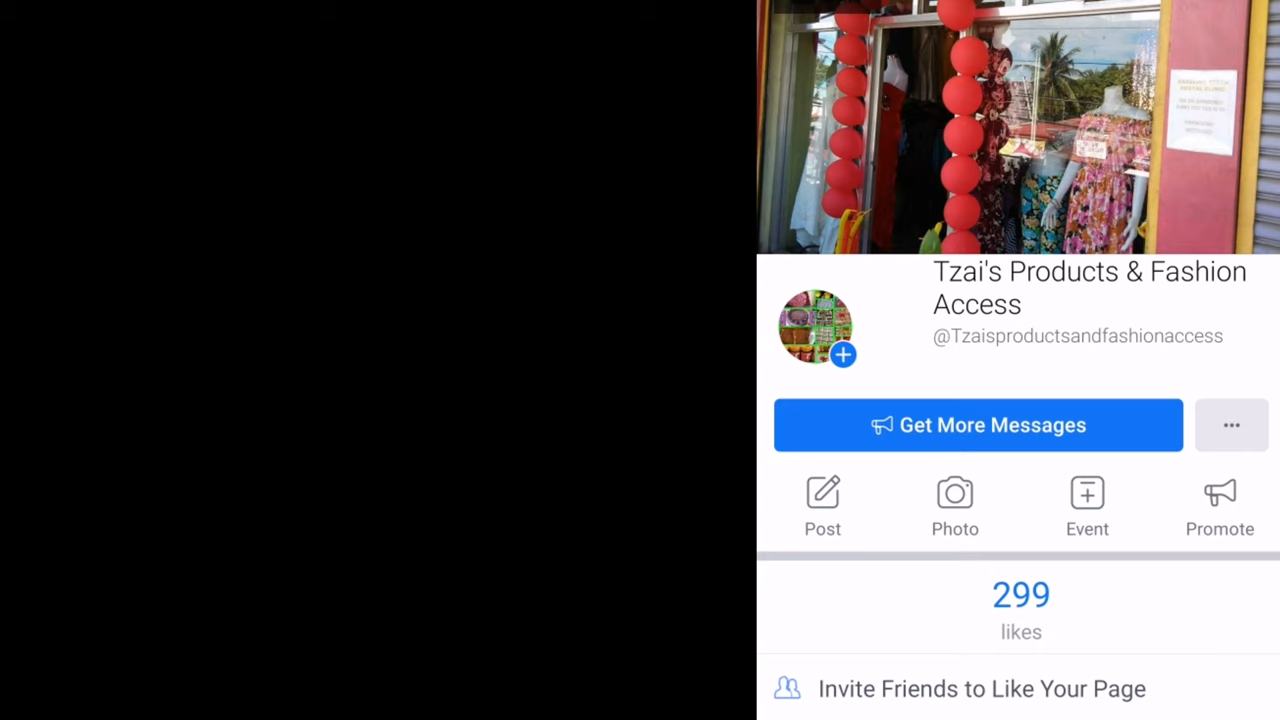 Tzai's Products & Fashion
Access
@Tzaisproductsandfashionaccess
Get More Messages
Post
Photo
Event
Promote
299
likes
Invite Friends to Like Your Page